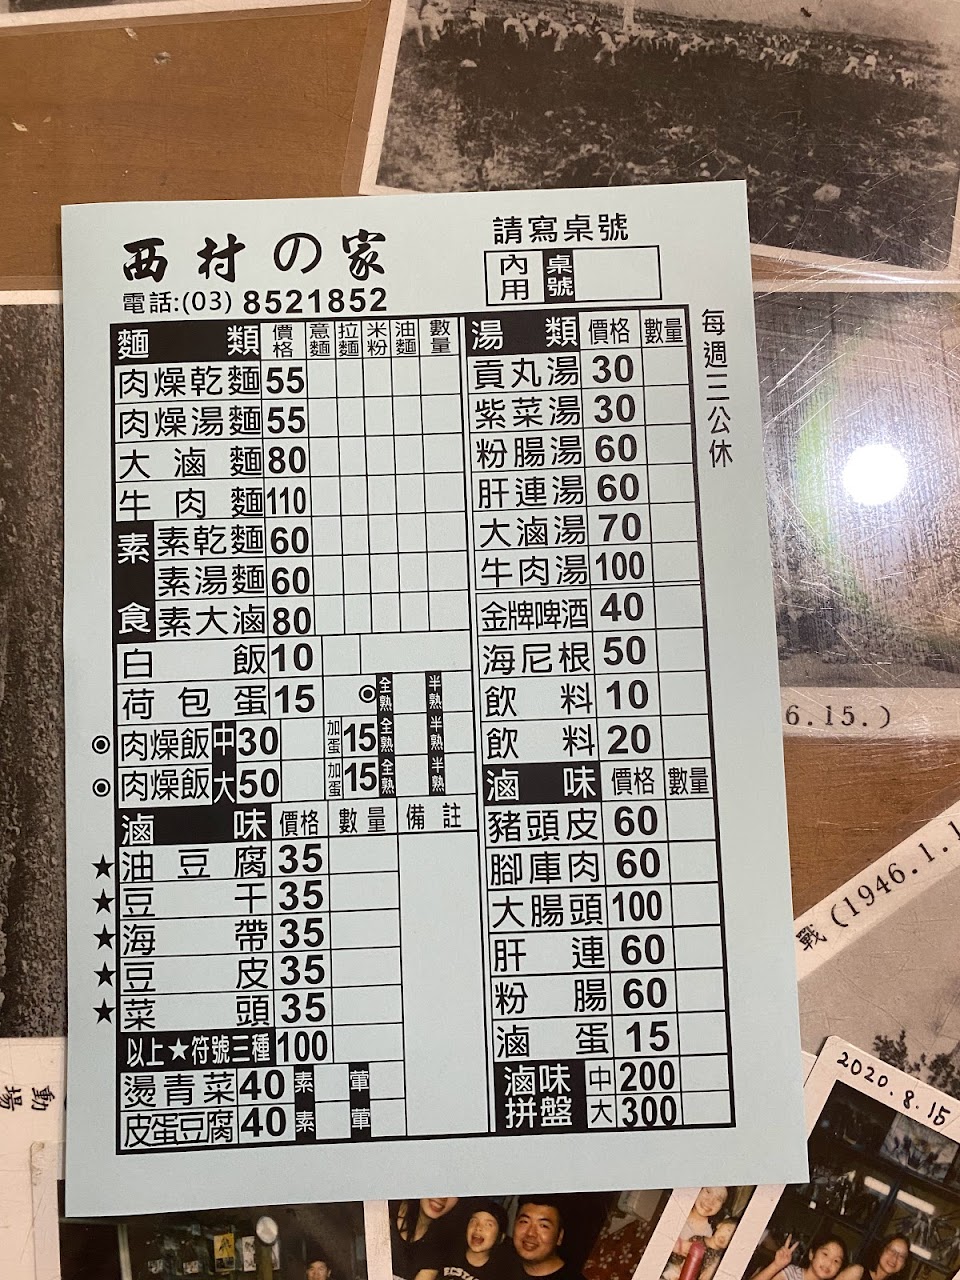 西村の家
電話:(03) 8521852
請寫桌號
內用 桌號
每週三公休
麵類 價格 意麵 拉麵 米粉 油麵 數量
肉燥乾麵 55
肉燥湯麵 55
大滷麵 80
牛肉麵 110
素食 素乾麵 60
素湯麵 60
素大滷 80
白飯 10
荷包蛋 15 ◎ 全熟 半熟
◎ 肉燥飯 中 30 加蛋 15 全熟 半熟
◎ 肉燥飯 大 50 加蛋 15 全熟 半熟
滷味 價格 數量 備註
★ 油豆腐 35
★ 豆干 35
★ 海帶 35
★ 豆皮 35
★ 菜頭 35
以上★符號三種 100
燙青菜 40 素 葷
皮蛋豆腐 40 素 葷
湯類 價格 數量
貢丸湯 30
紫菜湯 30
粉腸湯 60
肝連湯 60
大滷湯 70
牛肉湯 100
金牌啤酒 40
海尼根 50
飲料 10
飲料 20
滷味 價格 數量
豬頭皮 60
腳庫肉 60
大腸頭 100
肝連 60
粉腸 60
滷蛋 15
滷味拼盤 中 200
大 300
6.15.)
戰(1946.1.1
2020.8.15
動場